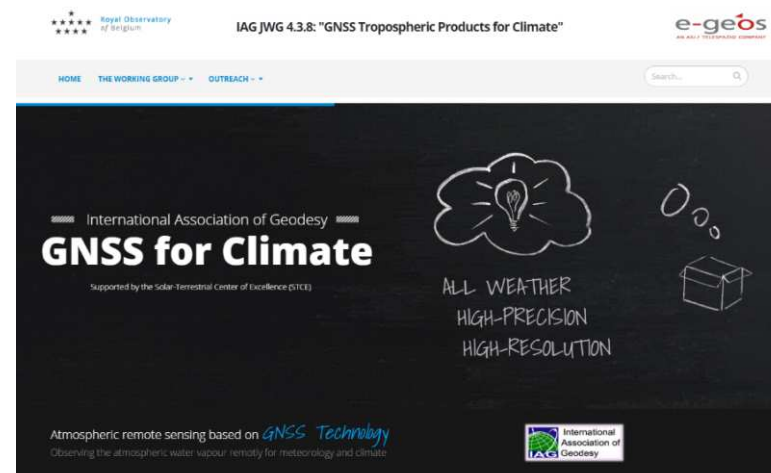 Royal Observatory
of Belgium
IAG JWG 4.3.8: "GNSS Tropospheric Products for Climate"
e-geos
AN ASI / TELESPAZIO COMPANY
HOME THE WORKING GROUP OUTREACH
Search...
International Association of Geodesy
GNSS for Climate
Supported by the Solar-Terrestrial Center of Excellence (STCE)
ALL WEATHER
HIGH-PRECISION
HIGH-RESOLUTION
Atmospheric remote sensing based on GNSS Technology
Observing the atmospheric water vapour remotly for meteorology and climate
International
Association of
Geodesy
IAG